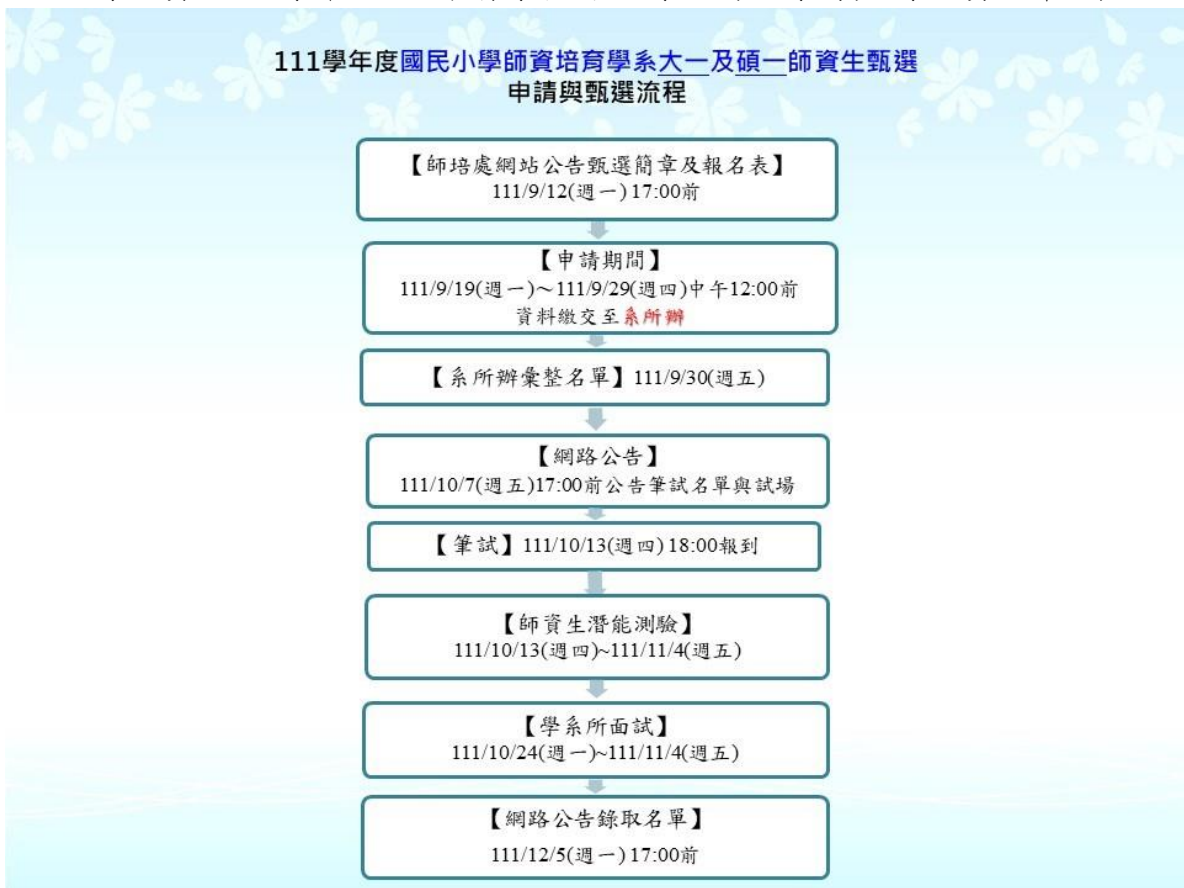 111學年度國民小學師資培育學系大一及碩一師資生甄選
申請與甄選流程
【師培處網站公告甄選簡章及報名表】
111/9/12(週一) 17:00前
【申請期間】
111/9/19(週一)～111/9/29(週四)中午12:00前
資料繳交至系所辦
【系所辦彙整名單】111/9/30(週五)
【網路公告】
111/10/7(週五)17:00前公告筆試名單與試場
【筆試】111/10/13(週四) 18:00報到
【師資生潛能測驗】
111/10/13(週四)~111/11/4(週五)
【學系所面試】
111/10/24(週一)~111/11/4(週五)
【網路公告錄取名單】
111/12/5(週一) 17:00前